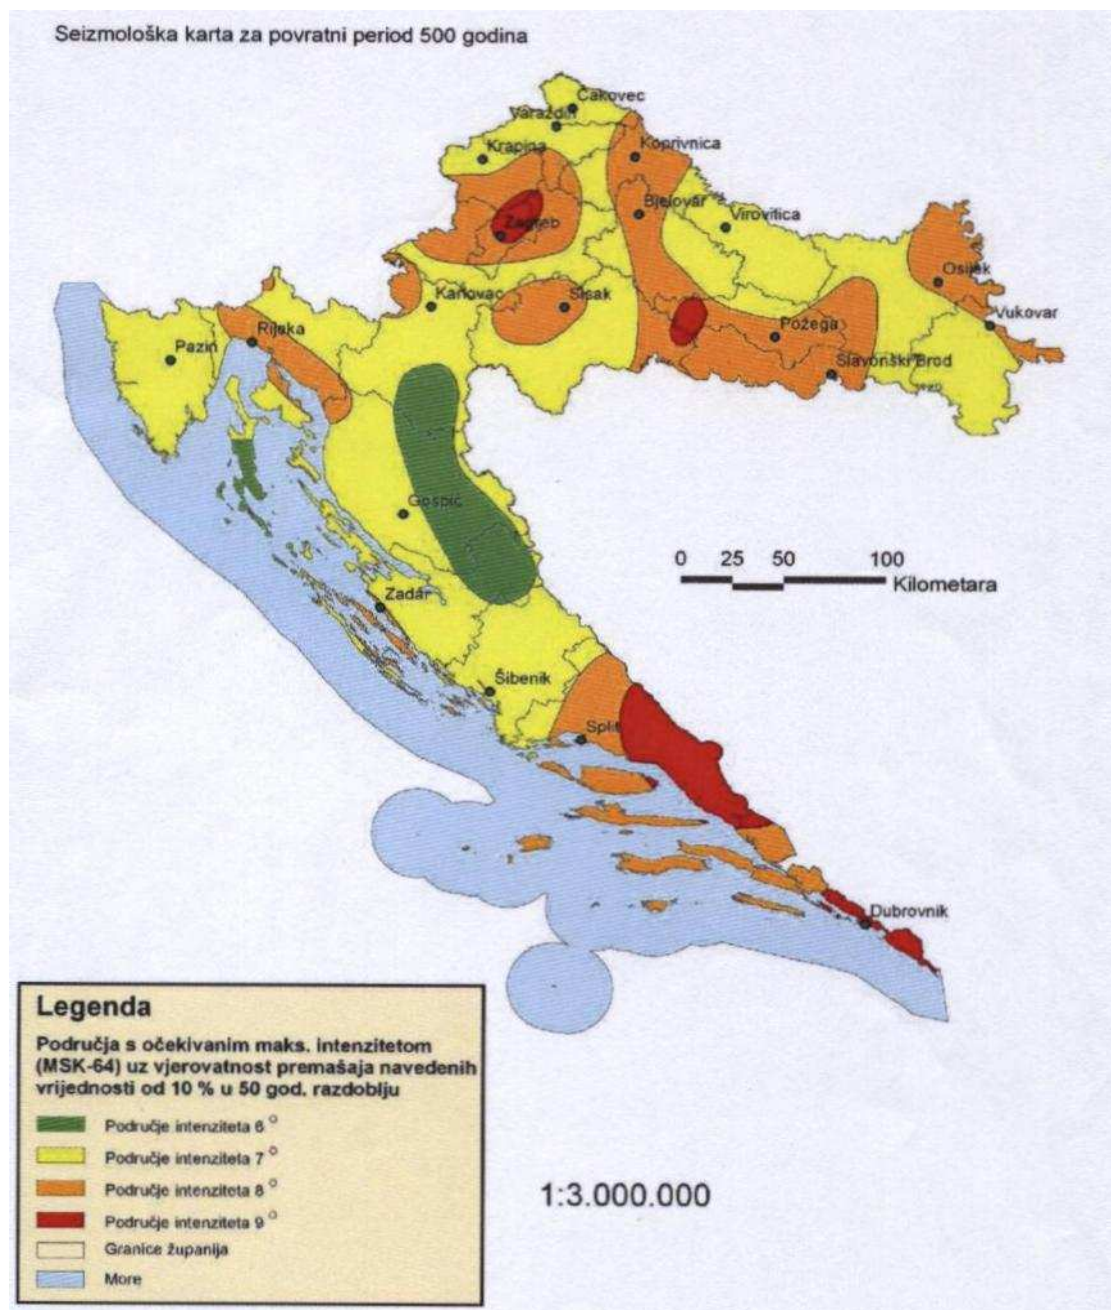 Seizmološka karta za povratni period 500 godina
Čakovec
Varaždin
Krapina
Koprivnica
Bjelovar
Virovitica
Zagreb
Osijek
Karlovac
Sisak
Vukovar
Rijeka
Požega
Pazin
Slavonski Brod
Gospić
0 25 50 100
Kilometara
Zadar
Šibenik
Split
Dubrovnik
Legenda
Područja s očekivanim maks. intenzitetom
(MSK-64) uz vjerovatnost premašaja navedenih
vrijednosti od 10 % u 50 god. razdoblju
Područje intenziteta 6 °
Područje intenziteta 7 °
Područje intenziteta 8 °
Područje intenziteta 9 °
Granice županija
More
1:3.000.000